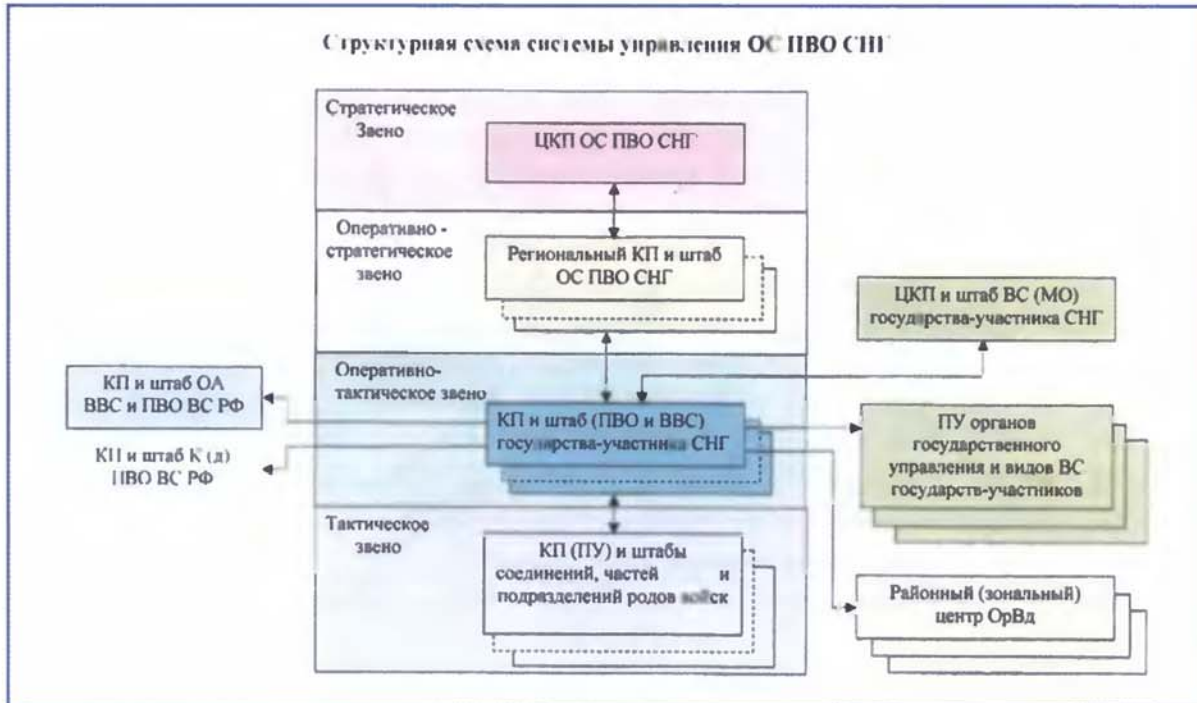 Структурная схема системы управления ОС ПВО СНГ
Стратегическое
Звено
ЦКП ОС ПВО СНГ
Оперативно -
стратегическое
звено
Региональный КП и штаб
ОС ПВО СНГ
ЦКП и штаб ВС (МО)
государства-участника СНГ
Оперативно-
тактическое звено
КП и штаб ОА
ВВС и ПВО ВС РФ
КП и штаб (ПВО и ВВС)
государства-участника СНГ
ПУ органов
государственного
управления и видов ВС
государств-участников
КП и штаб К (д)
ПВО ВС РФ
Тактическое
звено
КП (ПУ) и штабы
соединений, частей и
подразделений родов войск
Районный (зональный)
центр ОрВд